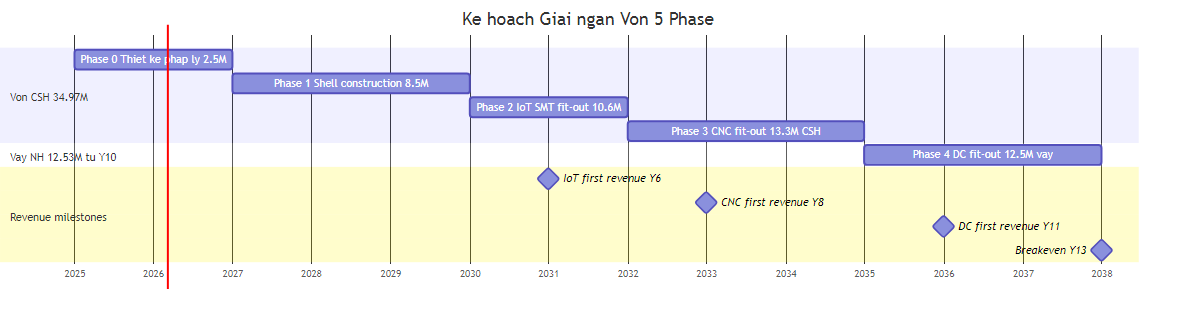 Ke hoach Giai ngan Von 5 Phase
Phase 0 Thiet ke phap ly 2.5M
Phase 1 Shell construction 8.5M
Von CSH 34.97M
Phase 2 IoT SMT fit-out 10.6M
Phase 3 CNC fit-out 13.3M CSH
Vay NH 12.53M tu Y10
Phase 4 DC fit-out 12.5M vay
IoT first revenue Y6
CNC first revenue Y8
Revenue milestones
DC first revenue Y11
Breakeven Y13
2025 2026 2027 2028 2029 2030 2031 2032 2033 2034 2035 2036 2037 2038